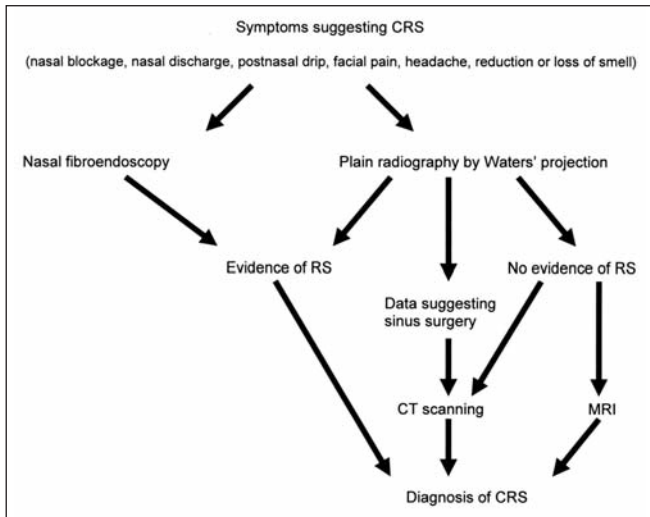 Symptoms suggesting CRS
(nasal blockage, nasal discharge, postnasal drip, facial pain, headache, reduction or loss of smell)
Nasal fibroendoscopy
Plain radiography by Waters' projection
Evidence of RS
No evidence of RS
Data suggesting
sinus surgery
CT scanning
MRI
Diagnosis of CRS